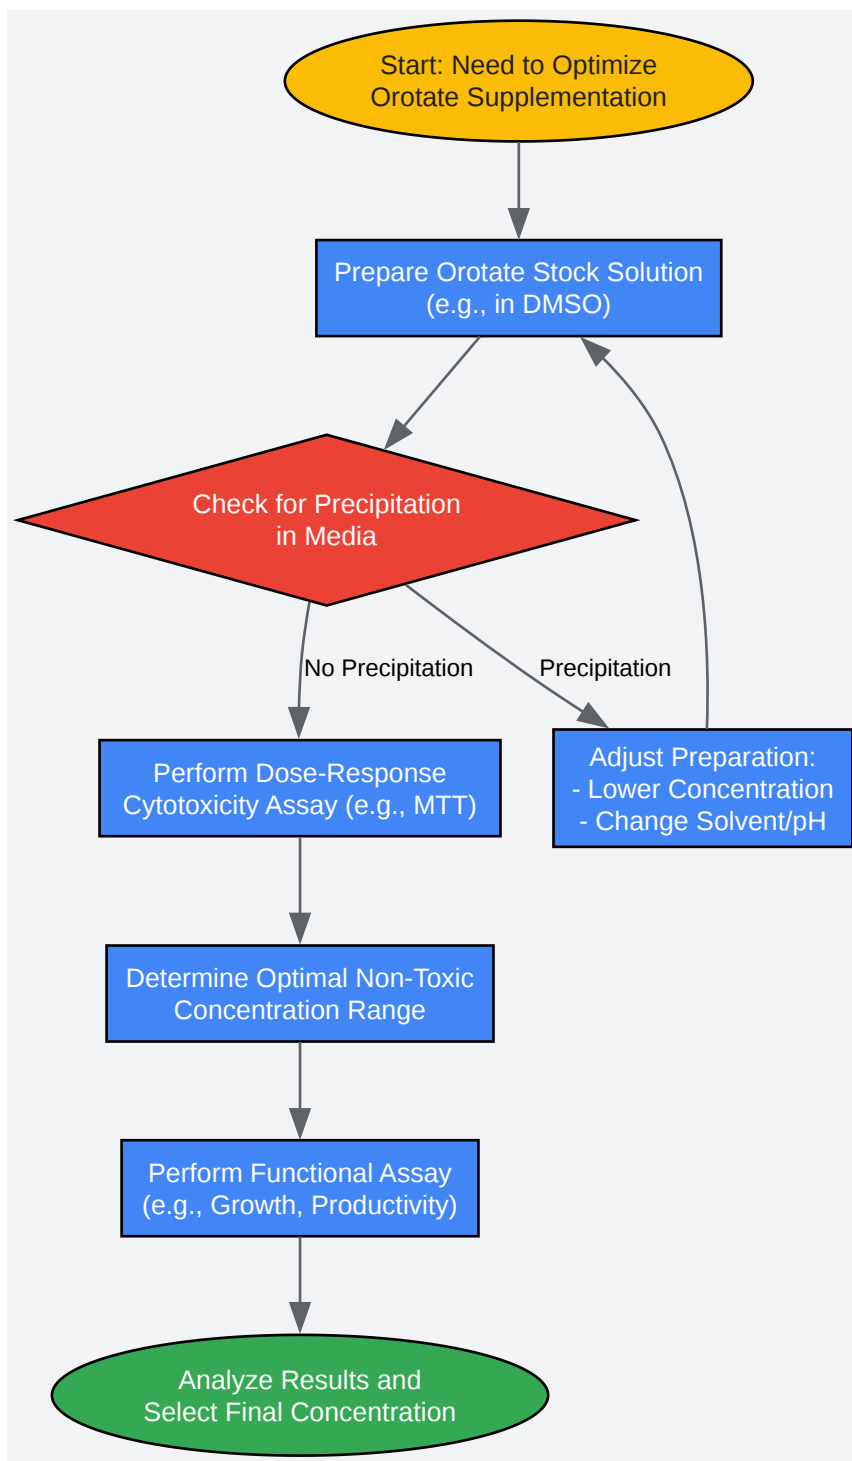 Start: Need to Optimize
Orotate Supplementation
Prepare Orotate Stock Solution
(e.g., in DMSO)
Check for Precipitation
in Media
No Precipitation
Precipitation
Perform Dose-Response
Cytotoxicity Assay (e.g., MTT)
Adjust Preparation:
- Lower Concentration
- Change Solvent/pH
Determine Optimal Non-Toxic
Concentration Range
Perform Functional Assay
(e.g., Growth, Productivity)
Analyze Results and
Select Final Concentration